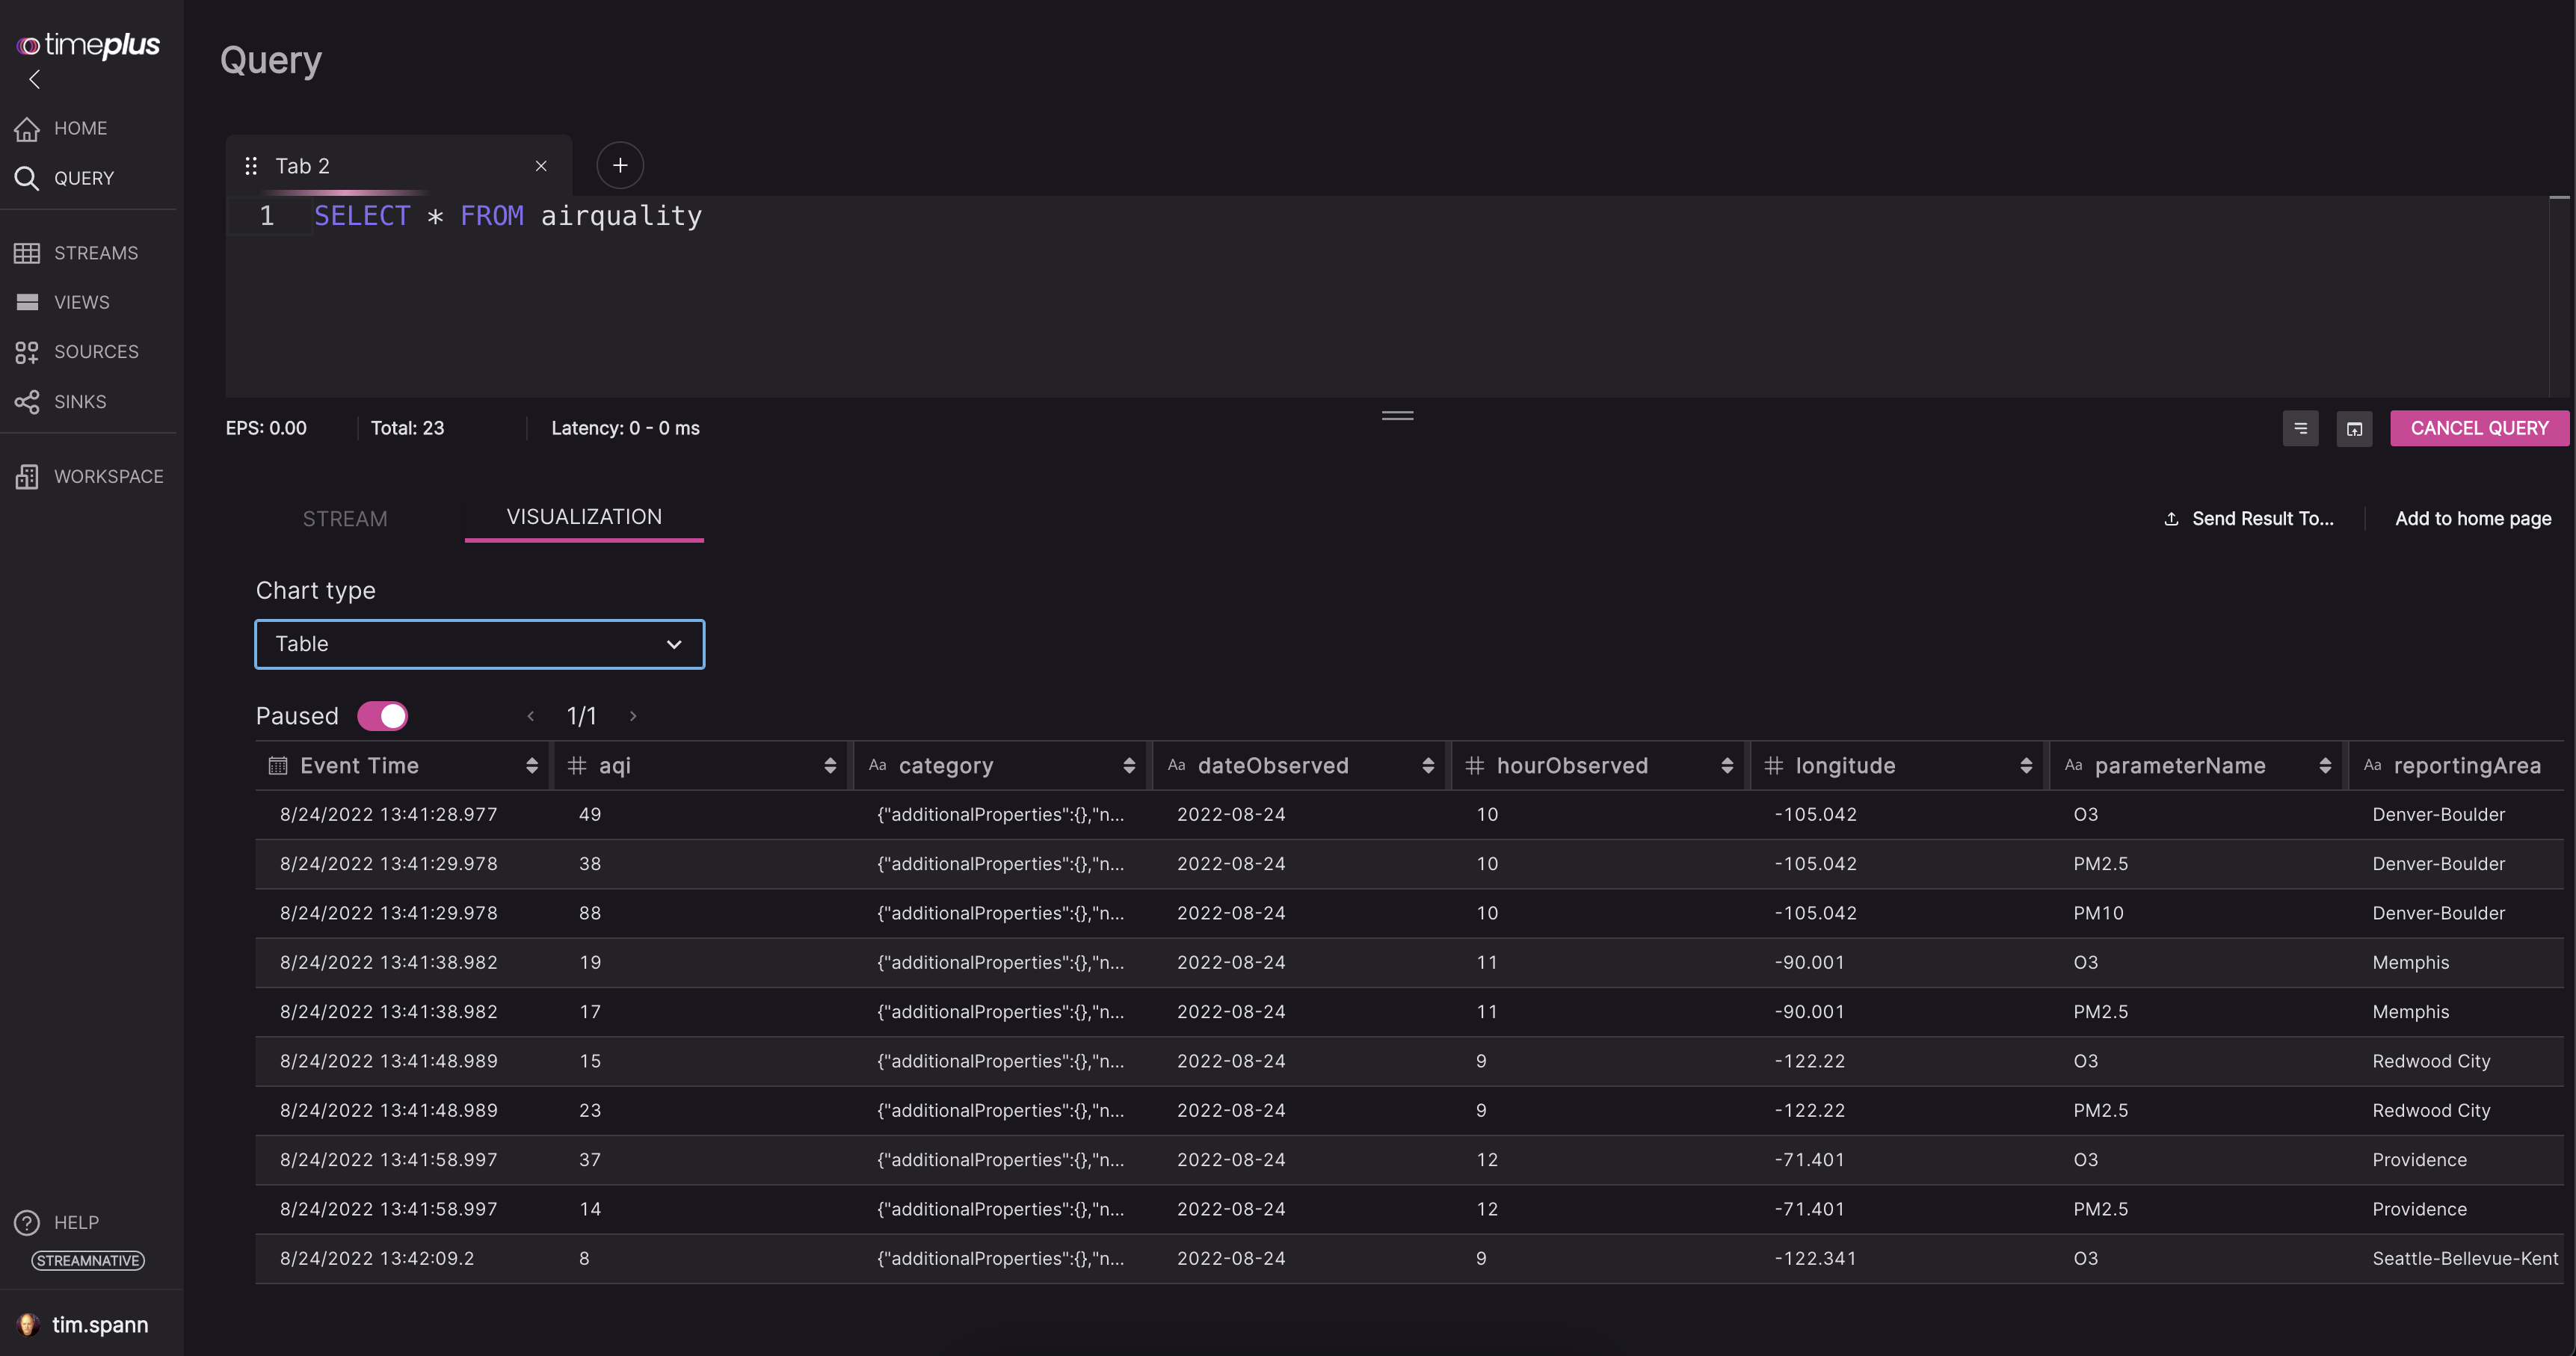 timeplus
HOME
QUERY
STREAMS
VIEWS
SOURCES
SINKS
WORKSPACE
HELP
STREAMNATIVE
tim.spann
Query
Tab 2
1 SELECT * FROM airquality
EPS: 0.00 Total: 23 Latency: 0 - 0 ms CANCEL QUERY
STREAM VISUALIZATION Send Result To... Add to home page
Chart type
Table
Paused 1/1
Event Time # aqi Aa category Aa dateObserved # hourObserved # longitude Aa parameterName Aa reportingArea
8/24/2022 13:41:28.977 49 {"additionalProperties":{},"n... 2022-08-24 10 -105.042 O3 Denver-Boulder
8/24/2022 13:41:29.978 38 {"additionalProperties":{},"n... 2022-08-24 10 -105.042 PM2.5 Denver-Boulder
8/24/2022 13:41:29.978 88 {"additionalProperties":{},"n... 2022-08-24 10 -105.042 PM10 Denver-Boulder
8/24/2022 13:41:38.982 19 {"additionalProperties":{},"n... 2022-08-24 11 -90.001 O3 Memphis
8/24/2022 13:41:38.982 17 {"additionalProperties":{},"n... 2022-08-24 11 -90.001 PM2.5 Memphis
8/24/2022 13:41:48.989 15 {"additionalProperties":{},"n... 2022-08-24 9 -122.22 O3 Redwood City
8/24/2022 13:41:48.989 23 {"additionalProperties":{},"n... 2022-08-24 9 -122.22 PM2.5 Redwood City
8/24/2022 13:41:58.997 37 {"additionalProperties":{},"n... 2022-08-24 12 -71.401 O3 Providence
8/24/2022 13:41:58.997 14 {"additionalProperties":{},"n... 2022-08-24 12 -71.401 PM2.5 Providence
8/24/2022 13:42:09.2 8 {"additionalProperties":{},"n... 2022-08-24 9 -122.341 O3 Seattle-Bellevue-Kent